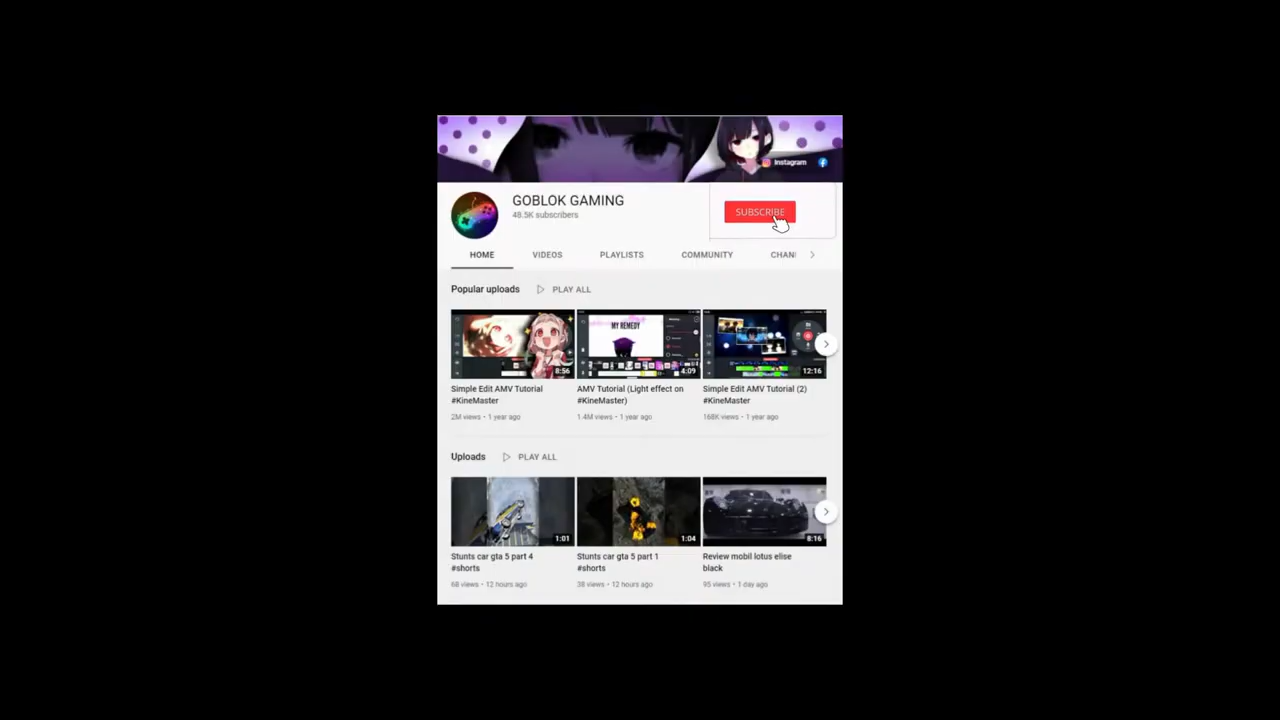 Instagram
GOBLOK GAMING
48.5K subscribers
SUBSCRIBE
HOME VIDEOS PLAYLISTS COMMUNITY CHAN
Popular uploads PLAY ALL
MY REMEDY
8:56 4:09 12:16
Simple Edit AMV Tutorial #KineMaster
2M views • 1 year ago
AMV Tutorial (Light effect on #KineMaster)
1.4M views • 1 year ago
Simple Edit AMV Tutorial (2) #KineMaster
168K views • 1 year ago
Uploads PLAY ALL
1:01 1:04 8:16
Stunts car gta 5 part 4 #shorts
68 views • 12 hours ago
Stunts car gta 5 part 1 #shorts
38 views • 12 hours ago
Review mobil lotus elise black
95 views • 1 day ago